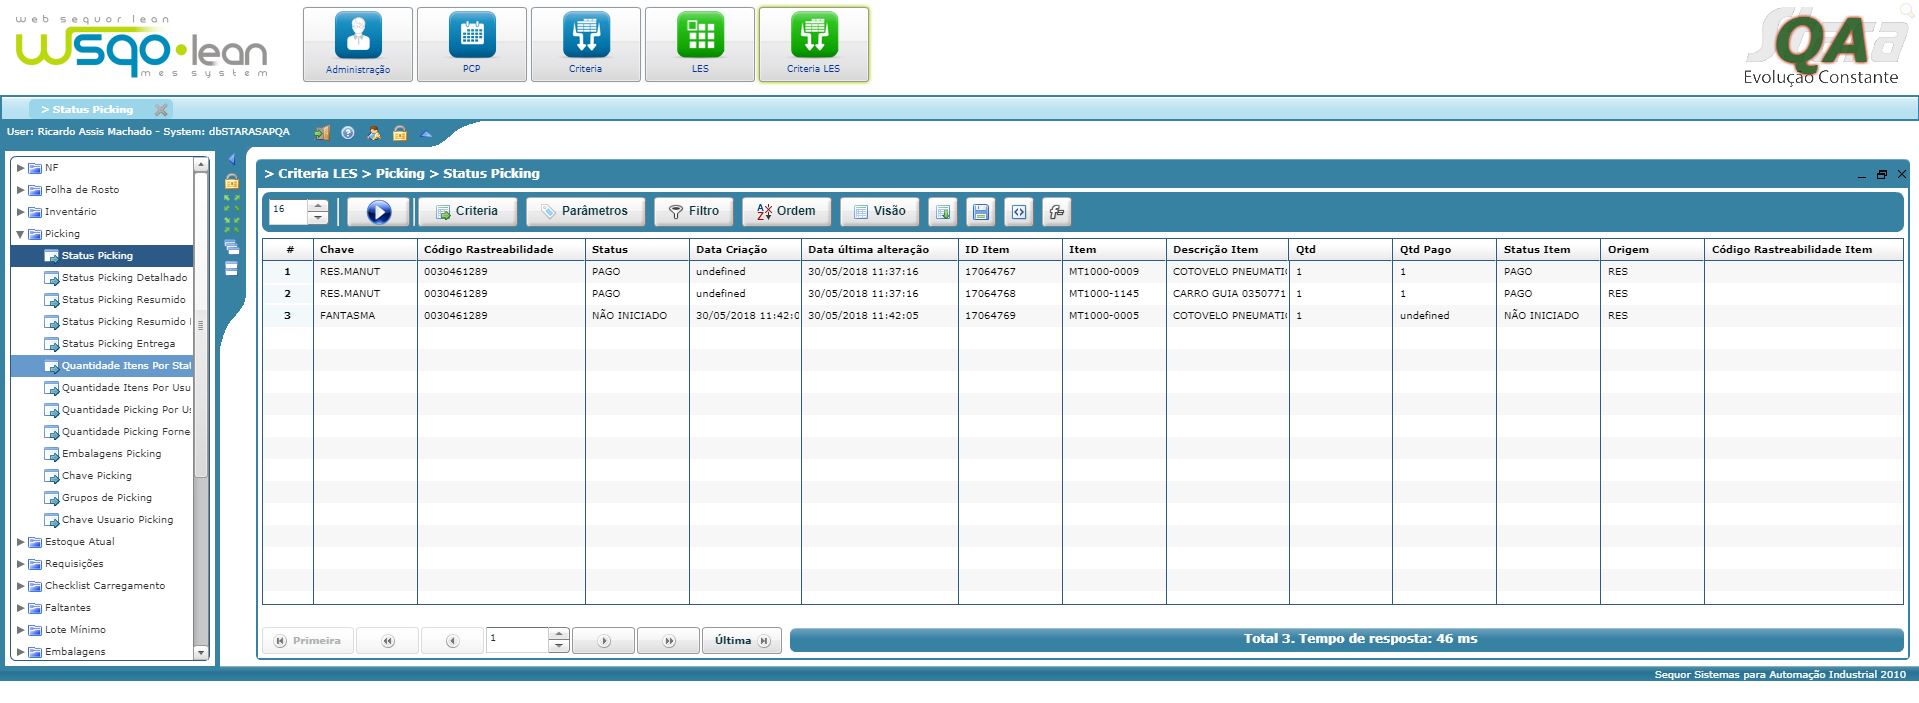 web sequor lean
wsqo•lean
mes system
Administração
PCP
Criteria
LES
Criteria LES
QA
Evolução Constante
> Status Picking
User: Ricardo Assis Machado - System: dbSTARASAPQA
NF
Folha de Rosto
Inventário
Picking
Status Picking
Status Picking Detalhado
Status Picking Resumido
Status Picking Resumido
Status Picking Entrega
Quantidade Itens Por Stat
Quantidade Itens Por Usu
Quantidade Picking Por Us
Quantidade Picking Forne
Embalagens Picking
Chave Picking
Grupos de Picking
Chave Usuario Picking
Estoque Atual
Requisições
Checklist Carregamento
Faltantes
Lote Mínimo
Embalagens
> Criteria LES > Picking > Status Picking
16 Criteria Parâmetros Filtro Ordem Visão
# Chave Código Rastreabilidade Status Data Criação Data última alteração ID Item Item Descrição Item Qtd Qtd Pago Status Item Origem Código Rastreabilidade Item
1 RES.MANUT 0030461289 PAGO undefined 30/05/2018 11:37:16 17064767 MT1000-0009 COTOVELO PNEUMATI 1 1 PAGO RES
2 RES.MANUT 0030461289 PAGO undefined 30/05/2018 11:37:16 17064768 MT1000-1145 CARRO GUIA 0350771 1 1 PAGO RES
3 FANTASMA 0030461289 NÃO INICIADO 30/05/2018 11:42:0 30/05/2018 11:42:05 17064769 MT1000-0005 COTOVELO PNEUMATI 1 undefined NÃO INICIADO RES
Primeira 1 Última
Total 3. Tempo de resposta: 46 ms
Sequor Sistemas para Automação Industrial 2010